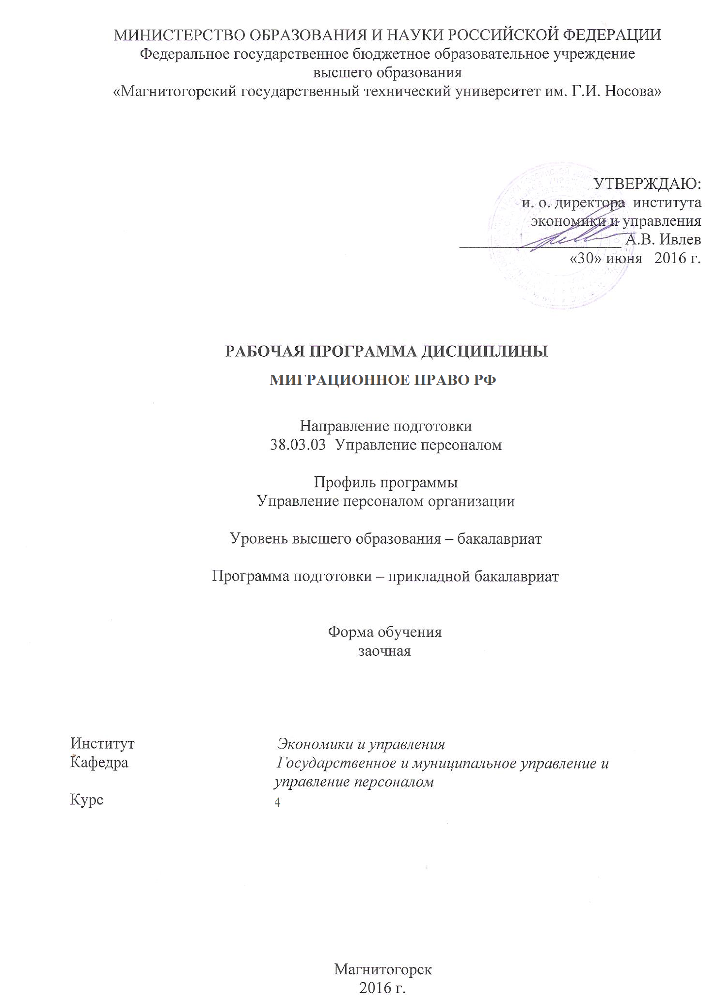 МИНИСТЕРСТВО ОБРАЗОВАНИЯ И НАУКИ РОССИЙСКОЙ ФЕДЕРАЦИИ
Федеральное государственное бюджетное образовательное учреждение
высшего образования
«Магнитогорский государственный технический университет им. Г.И. Носова»
УТВЕРЖДАЮ:
и. о. директора института
экономики и управления
А.В. Ивлев
«30» июня 2016 г.
РАБОЧАЯ ПРОГРАММА ДИСЦИПЛИНЫ
МИГРАЦИОННОЕ ПРАВО РФ
Направление подготовки
38.03.03 Управление персоналом
Профиль программы
Управление персоналом организации
Уровень высшего образования – бакалавриат
Программа подготовки – прикладной бакалавриат
Форма обучения
заочная
Институт Экономики и управления
Кафедра Государственное и муниципальное управление и
управление персоналом
Курс 4
Магнитогорск
2016 г.